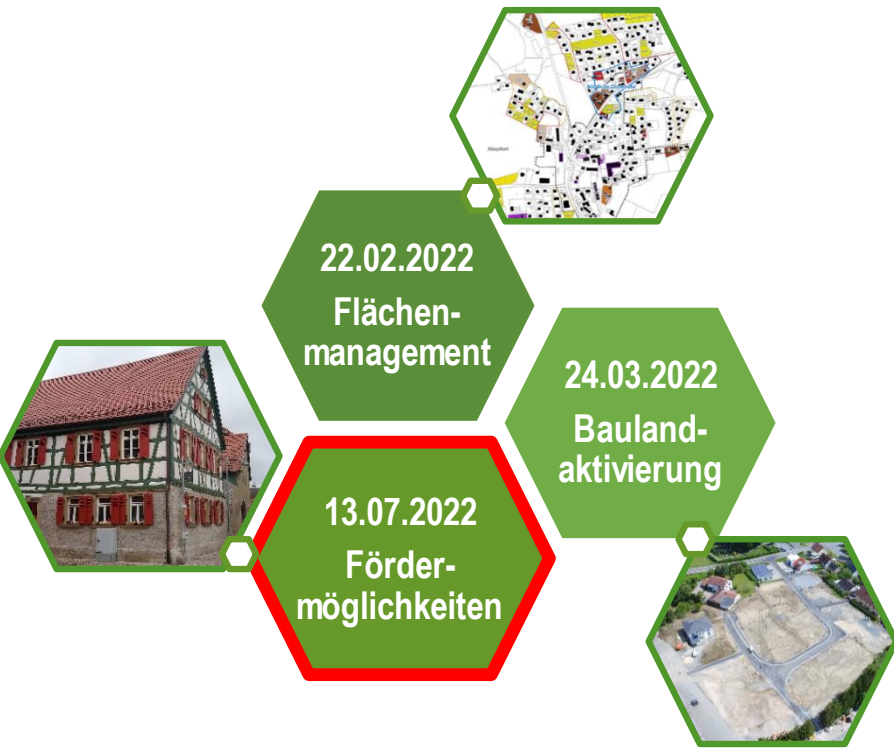 22.02.2022
Flächen-
management
24.03.2022
Bauland-
aktivierung
13.07.2022
Förder-
möglichkeiten